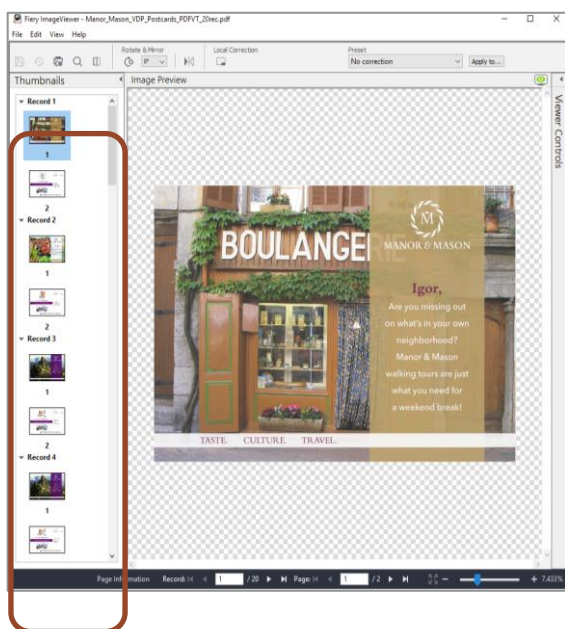 Fiery ImageViewer - Manor_Mason_VDP_Postcards_PDFVT_20rec.pdf
File Edit View Help
Rotate & Mirror
Local Correction
Preset
0°
No correction
Apply to...
Thumbnails
Image Preview
Viewer Controls
Record 1
1
2
Record 2
1
2
Record 3
1
2
Record 4
1
BOULANGERIE
M
MANOR & MASON
Igor,
Are you missing out
on what's in your own
neighborhood?
Manor & Mason
walking tours are just
what you need for
a weekend break!
TASTE. CULTURE. TRAVEL.
Page Information Record: 1 / 20 Page: 1 / 2 7,433%